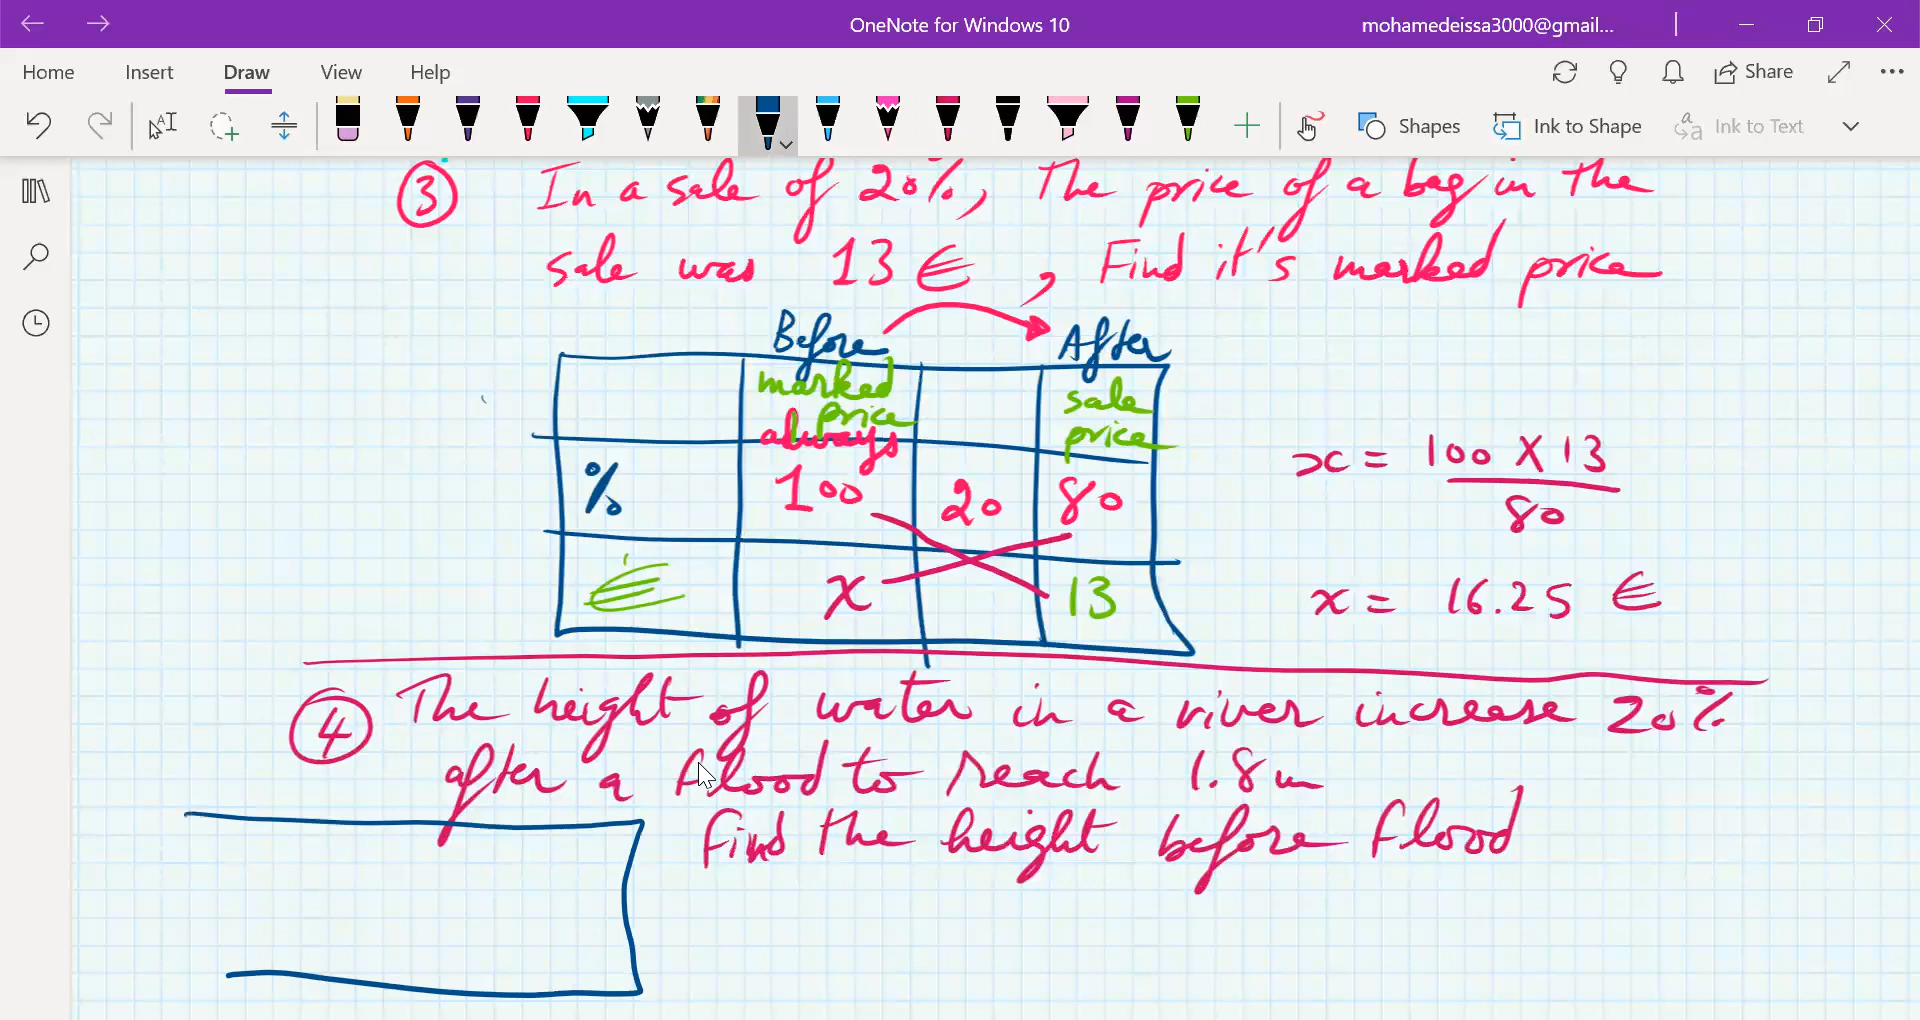 OneNote for Windows 10
mohamedeissa3000@gmail...
Home Insert Draw View Help
Share
Shapes Ink to Shape Ink to Text
③ In a sale of 20%, The price of a bag in the
sale was 13 € , Find it's marked price
Before After
marked price sale price
always
% 100 20 80
€ x 13
x = 100 X 13
80
x = 16.25 €
④ The height of water in a river increase 20%
after a flood to reach 1.8m
find the height before flood